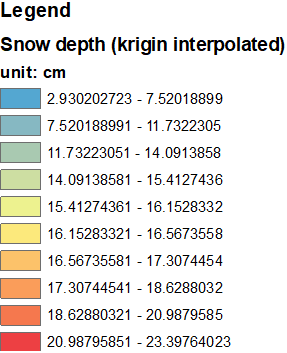 Legend
Snow depth (krigin interpolated)
unit: cm
2.930202723 - 7.52018899
7.520188991 - 11.7322305
11.73223051 - 14.0913858
14.09138581 - 15.4127436
15.41274361 - 16.1528332
16.15283321 - 16.5673558
16.56735581 - 17.3074454
17.30744541 - 18.6288032
18.62880321 - 20.9879585
20.98795851 - 23.39764023